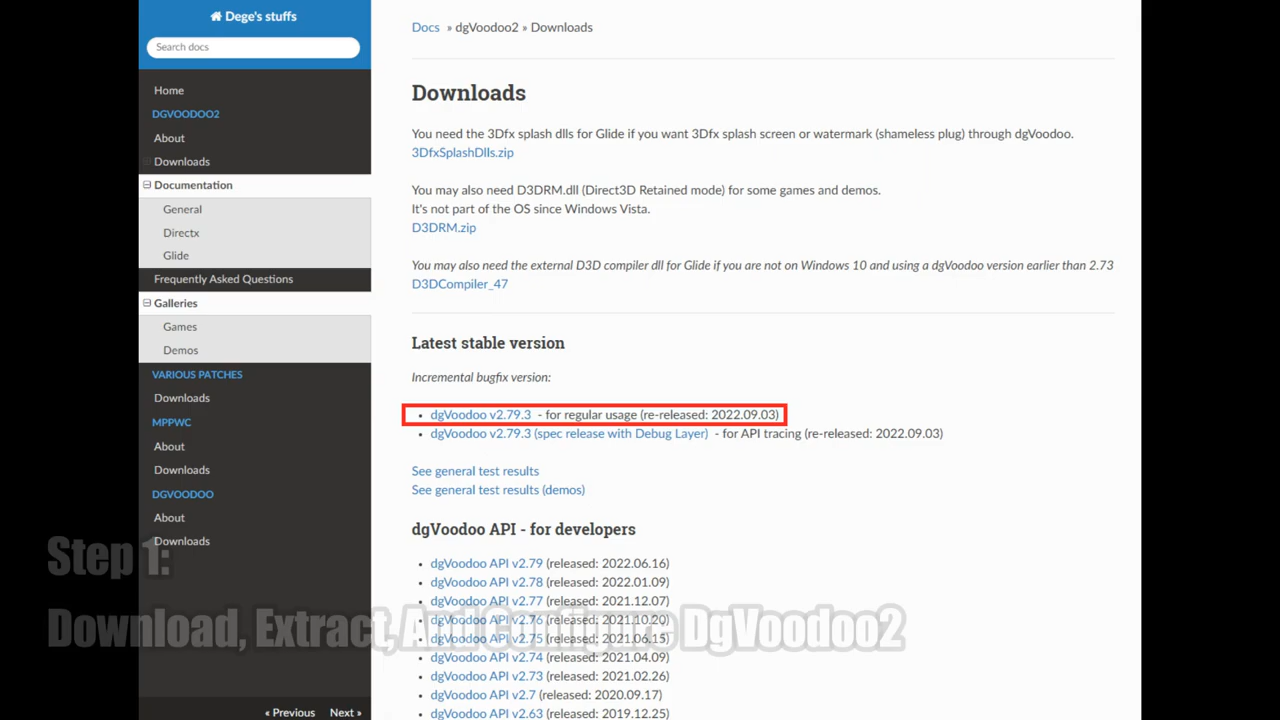 Dege's stuffs
Search docs
Home
DGVOODOO2
About
Downloads
Documentation
General
Directx
Glide
Frequently Asked Questions
Galleries
Games
Demos
VARIOUS PATCHES
Downloads
MPPWC
About
Downloads
DGVOODOO
About
Downloads
« Previous Next »
Docs » dgVoodoo2 » Downloads
Downloads
You need the 3Dfx splash dlls for Glide if you want 3Dfx splash screen or watermark (shameless plug) through dgVoodoo.
3DfxSplashDlls.zip
You may also need D3DRM.dll (Direct3D Retained mode) for some games and demos.
It's not part of the OS since Windows Vista.
D3DRM.zip
You may also need the external D3D compiler dll for Glide if you are not on Windows 10 and using a dgVoodoo version earlier than 2.73
D3DCompiler_47
Latest stable version
Incremental bugfix version:
• dgVoodoo v2.79.3 - for regular usage (re-released: 2022.09.03)
• dgVoodoo v2.79.3 (spec release with Debug Layer) - for API tracing (re-released: 2022.09.03)
See general test results
See general test results (demos)
dgVoodoo API - for developers
• dgVoodoo API v2.79 (released: 2022.06.16)
• dgVoodoo API v2.78 (released: 2022.01.09)
• dgVoodoo API v2.77 (released: 2021.12.07)
• dgVoodoo API v2.76 (released: 2021.10.20)
• dgVoodoo API v2.75 (released: 2021.06.15)
• dgVoodoo API v2.74 (released: 2021.04.09)
• dgVoodoo API v2.73 (released: 2021.02.26)
• dgVoodoo API v2.7 (released: 2020.09.17)
• dgVoodoo API v2.63 (released: 2019.12.25)
Step 1:
Download, Extract, And Configure DgVoodoo2